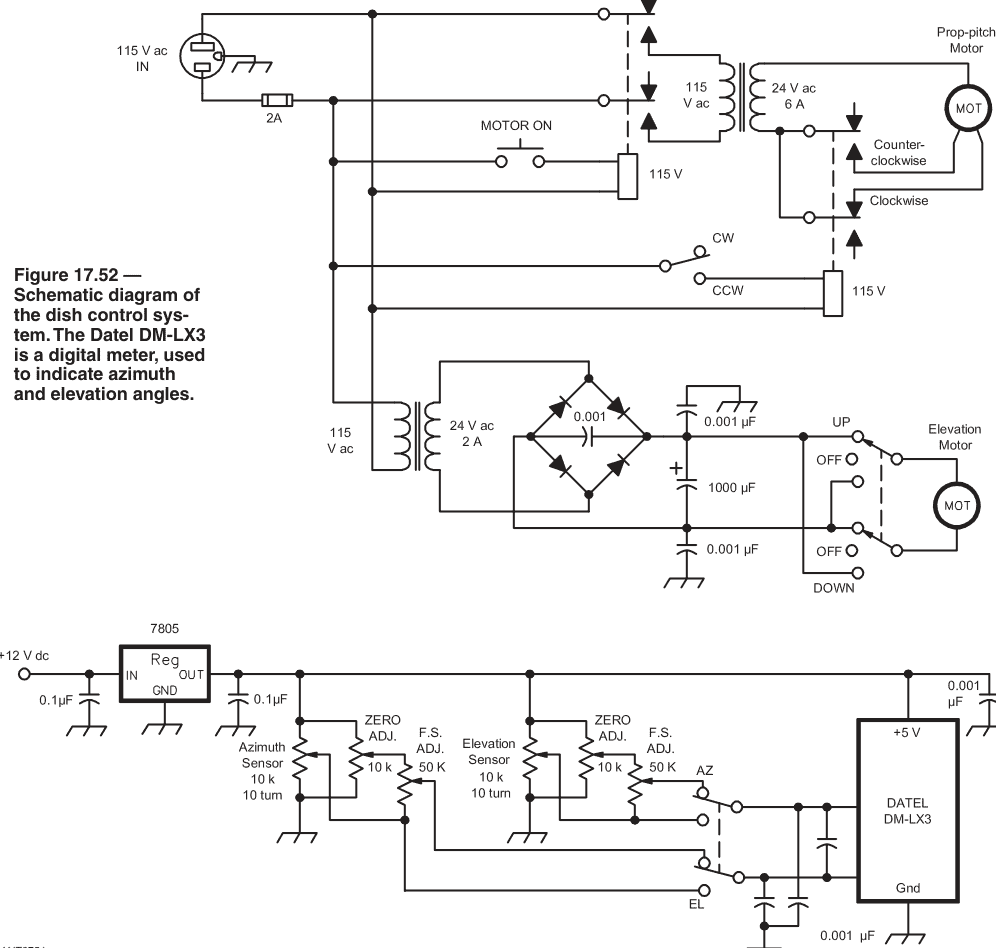 115 V ac
IN
2A
MOTOR ON
115 V
115
V ac
24 V ac
6 A
Prop-pitch
Motor
MOT
Counter-
clockwise
Clockwise
CW
CCW
115 V
Figure 17.52 —
Schematic diagram of
the dish control sys-
tem. The Datel DM-LX3
is a digital meter, used
to indicate azimuth
and elevation angles.
115
V ac
24 V ac
2 A
0.001
0.001 µF
+
1000 µF
0.001 µF
UP
OFF
OFF
DOWN
Elevation
Motor
MOT
+12 V dc
0.1µF
7805
Reg
IN
OUT
GND
0.1µF
Azimuth
Sensor
10 k
10 turn
ZERO
ADJ.
10 k
F.S.
ADJ.
50 K
Elevation
Sensor
10 k
10 turn
ZERO
ADJ.
10 k
F.S.
ADJ.
50 K
AZ
EL
0.001
µF
+5 V
DATEL
DM-LX3
Gnd
0.001 µF